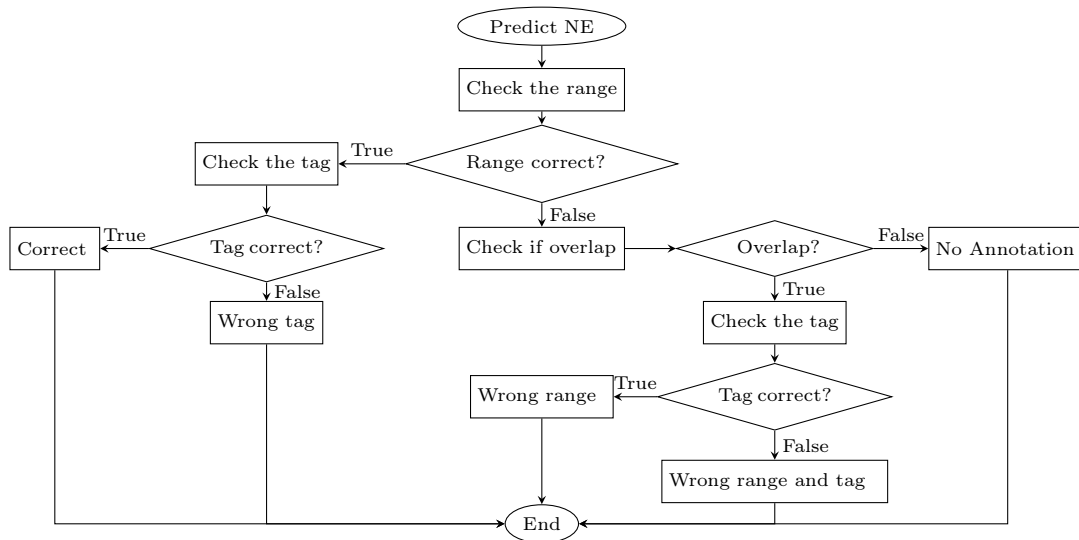 Predict NE
Check the range
Range correct?
True
Check the tag
False
Tag correct?
True
Correct
False
Wrong tag
Check if overlap
Overlap?
False
No Annotation
True
Check the tag
Tag correct?
True
Wrong range
False
Wrong range and tag
End